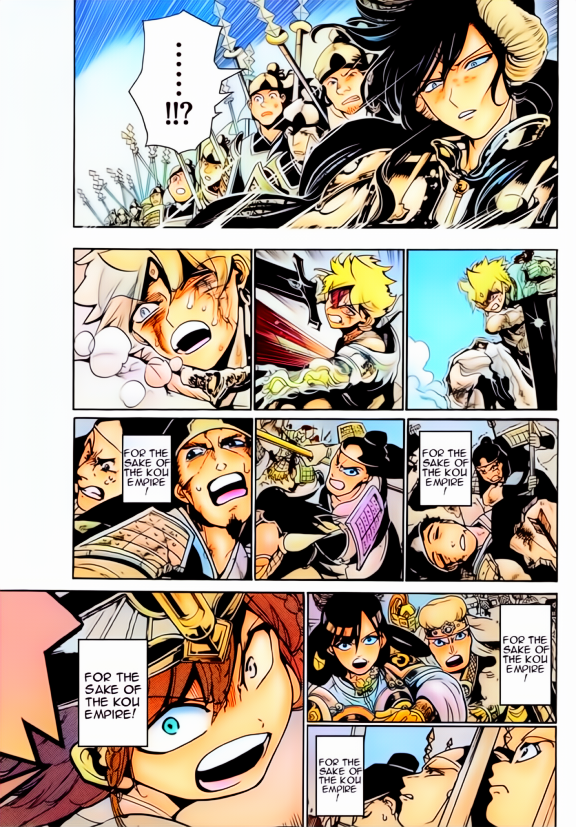 ......!!?
FOR THE
SAKE OF
THE KOU
EMPIRE
!
FOR THE
SAKE OF
THE KOU
EMPIRE
!
FOR THE
SAKE OF
THE KOU
EMPIRE
!
FOR THE
SAKE OF
THE KOU
EMPIRE!
FOR THE
SAKE OF
THE KOU
EMPIRE
!